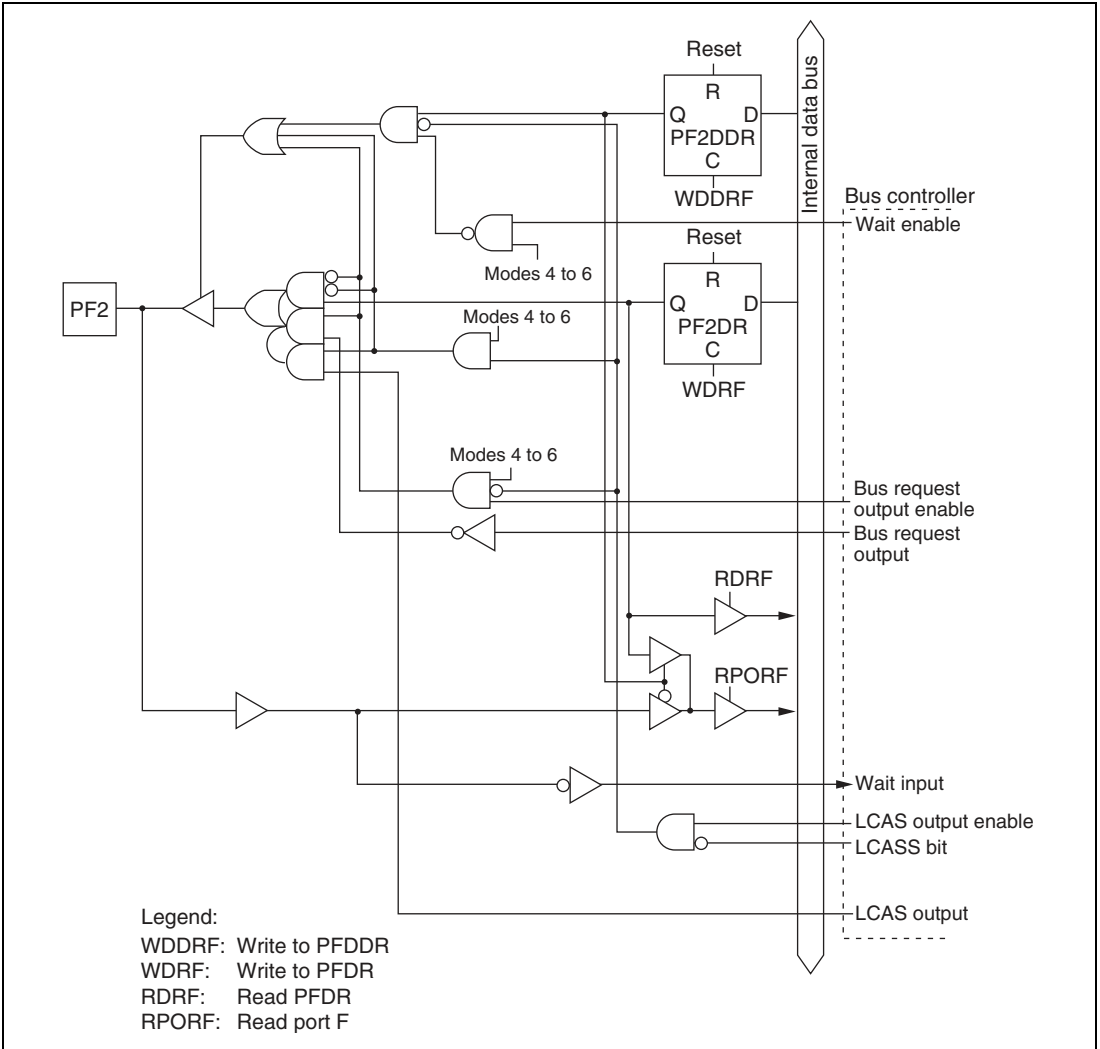 Reset
R
Q
D
PF2DDR
C
WDDRF
Internal data bus
Bus controller
Wait enable
Modes 4 to 6
Reset
R
Q
D
PF2DR
C
WDRF
PF2
Modes 4 to 6
Modes 4 to 6
Bus request
output enable
Bus request
output
RDRF
RPORF
Wait input
LCAS output enable
LCASS bit
LCAS output
Legend:
WDDRF: Write to PFDDR
WDRF: Write to PFDR
RDRF: Read PFDR
RPORF: Read port F